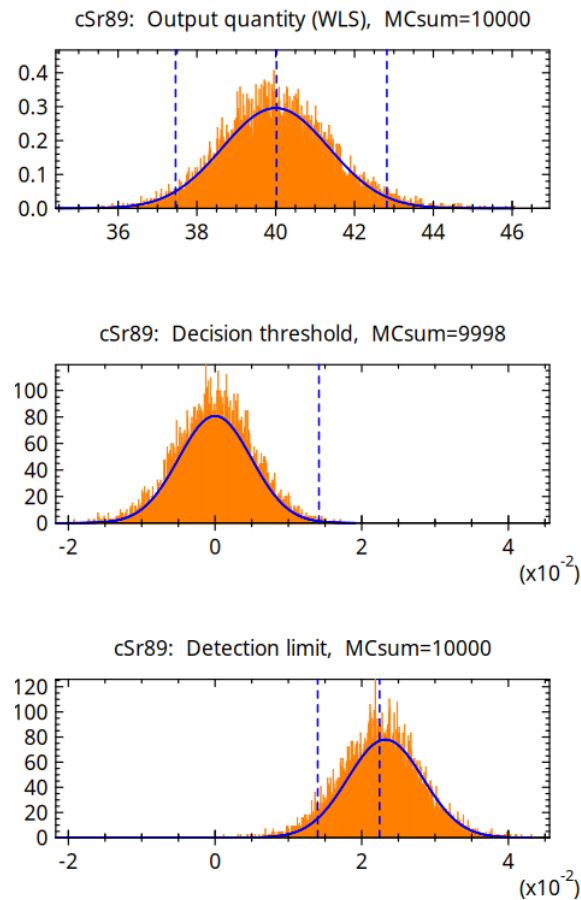 cSr89: Output quantity (WLS), MCsum=10000
0.4
0.3
0.2
0.1
0.0
36 38 40 42 44 46
cSr89: Decision threshold, MCsum=9998
100
80
60
40
20
0
-2 0 2 4
(x10-2)
cSr89: Detection limit, MCsum=10000
120
100
80
60
40
20
0
-2 0 2 4
(x10-2)